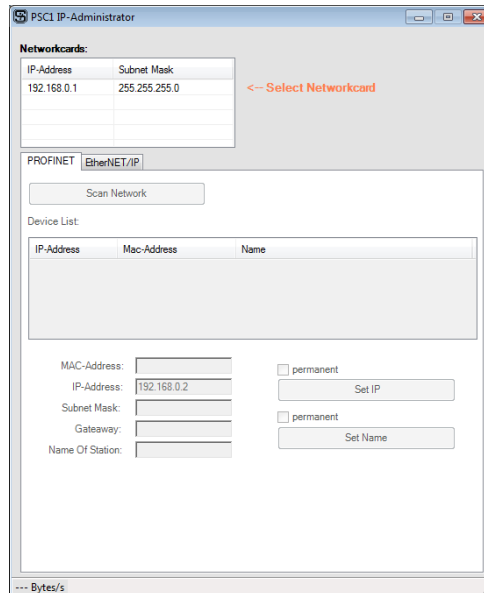 PSC1 IP-Administrator
Networkcards:
IP-Address Subnet Mask
192.168.0.1 255.255.255.0
<-- Select Networkcard
PROFINET EtherNET/IP
Scan Network
Device List:
IP-Address Mac-Address Name
MAC-Address:
permanent
IP-Address: 192.168.0.2
Set IP
Subnet Mask:
permanent
Gateaway:
Set Name
Name Of Station:
--- Bytes/s